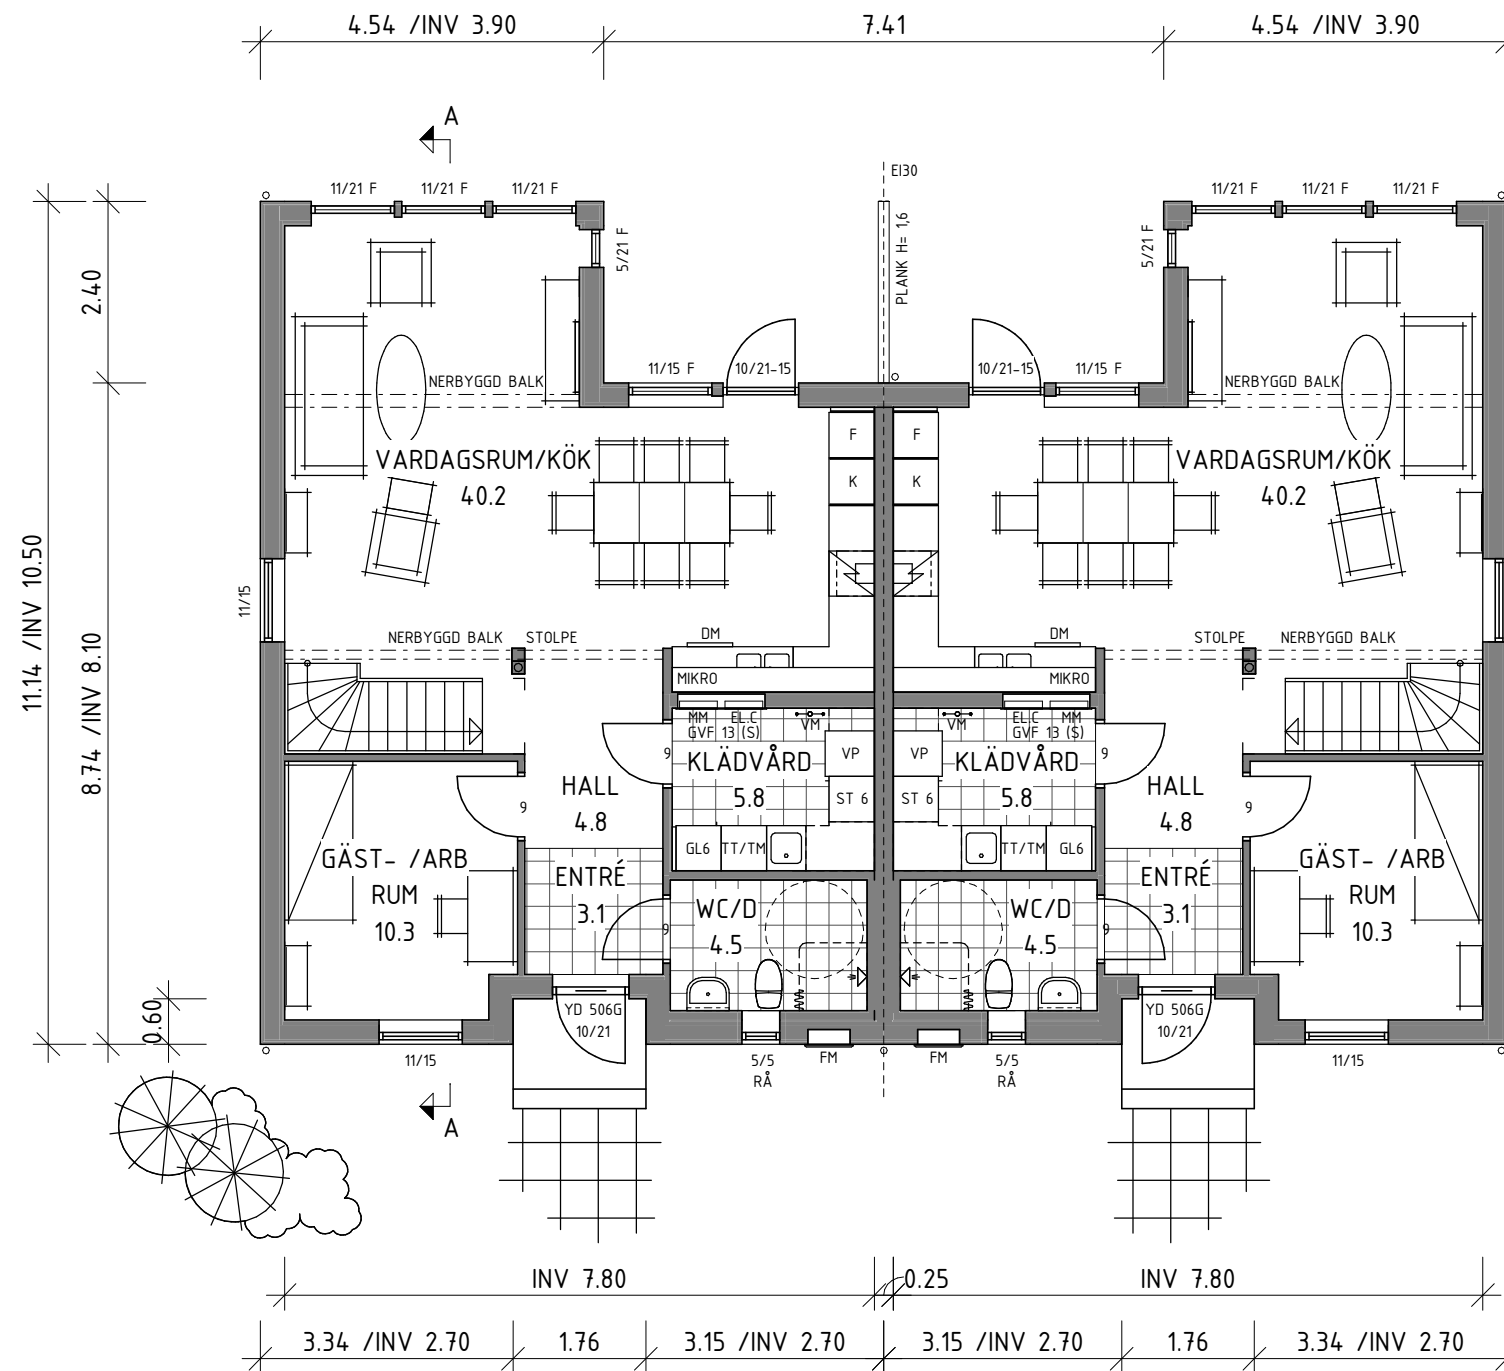 4.54 /INV 3.90
7.41
4.54 /INV 3.90
A
EI30
11/21 F
11/21 F
11/21 F
11/21 F
11/21 F
11/21 F
5/21 F
PLANK H= 1,6
5/21 F
2.40
11/15 F
10/21-15
10/21-15
11/15 F
NERBYGGD BALK
NERBYGGD BALK
F
F
VARDAGSRUM/KÖK
40.2
VARDAGSRUM/KÖK
40.2
K
K
11.14 /INV 10.50
8.74 /INV 8.10
11/15
NERBYGGD BALK
STOLPE
DM
DM
STOLPE
NERBYGGD BALK
MIKRO
MIKRO
MM
EL.C
GVF 13 (S)
VM
VM
EL.C
MM
GVF 13 (S)
9
KLÄDVÅRD
5.8
VP
VP
KLÄDVÅRD
5.8
9
HALL
4.8
ST 6
ST 6
HALL
4.8
9
9
GL6
TT/TM
TT/TM
GL6
GÄST- /ARB
RUM
10.3
ENTRÉ
3.1
WC/D
4.5
9
WC/D
4.5
9
ENTRÉ
3.1
GÄST- /ARB
RUM
10.3
0.60
YD 506G
10/21
YD 506G
10/21
11/15
5/5
RÅ
FM
FM
5/5
RÅ
11/15
A
INV 7.80
0.25
INV 7.80
3.34 /INV 2.70
1.76
3.15 /INV 2.70
3.15 /INV 2.70
1.76
3.34 /INV 2.70